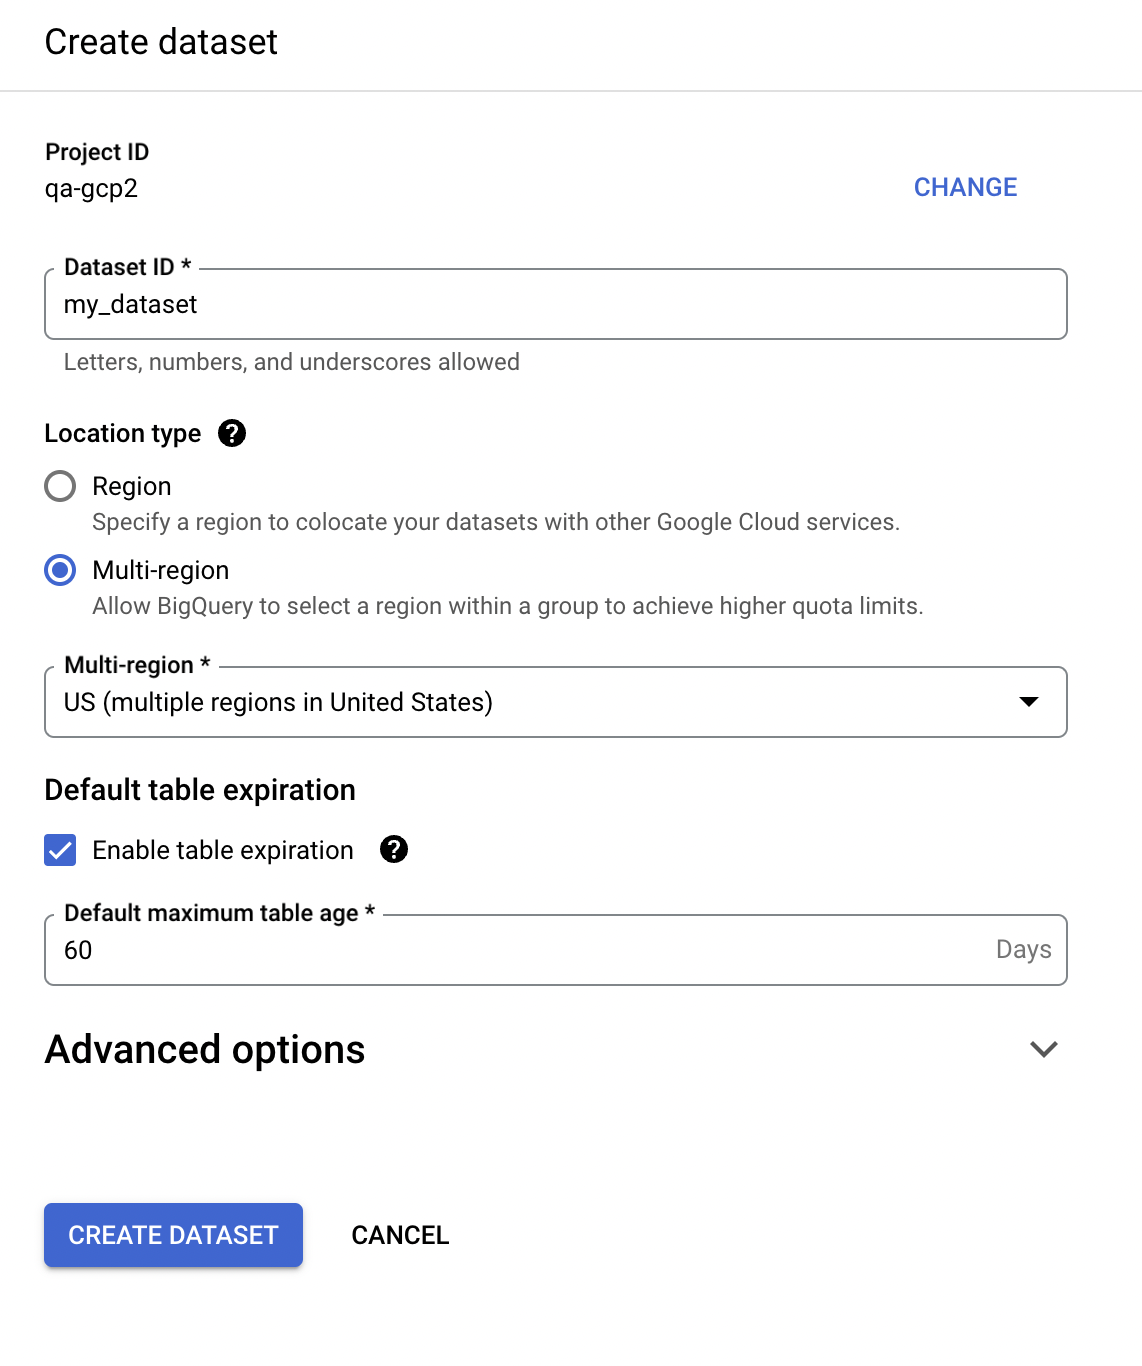 Create dataset
Project ID
qa-gcp2
CHANGE
Dataset ID *
my_dataset
Letters, numbers, and underscores allowed
Location type
Region
Specify a region to colocate your datasets with other Google Cloud services.
Multi-region
Allow BigQuery to select a region within a group to achieve higher quota limits.
Multi-region *
US (multiple regions in United States)
Default table expiration
Enable table expiration
Default maximum table age *
60 Days
Advanced options
CREATE DATASET CANCEL